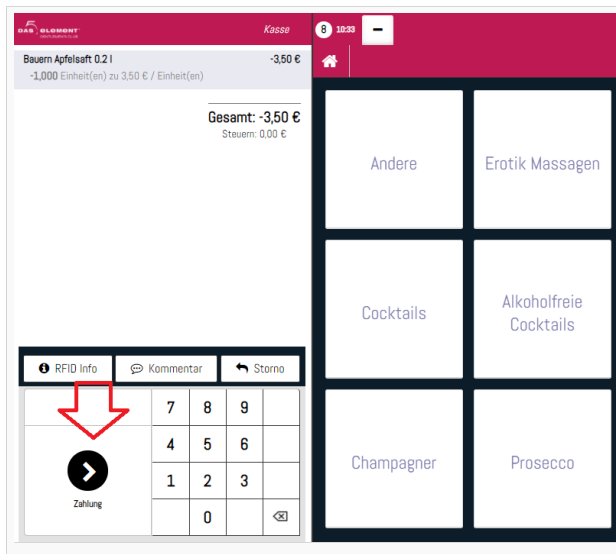 DAS ELEMENT
Kasse
8 10:33
Bauern Apfelsaft 0.2 l -3,50 €
-1,000 Einheit(en) zu 3,50 € / Einheit(en)
Gesamt: -3,50 €
Steuern: 0,00 €
RFID Info
Kommentar
Storno
7 8 9
4 5 6
1 2 3
0
Zahlung
Andere
Erotik Massagen
Cocktails
Alkoholfreie
Cocktails
Champagner
Prosecco